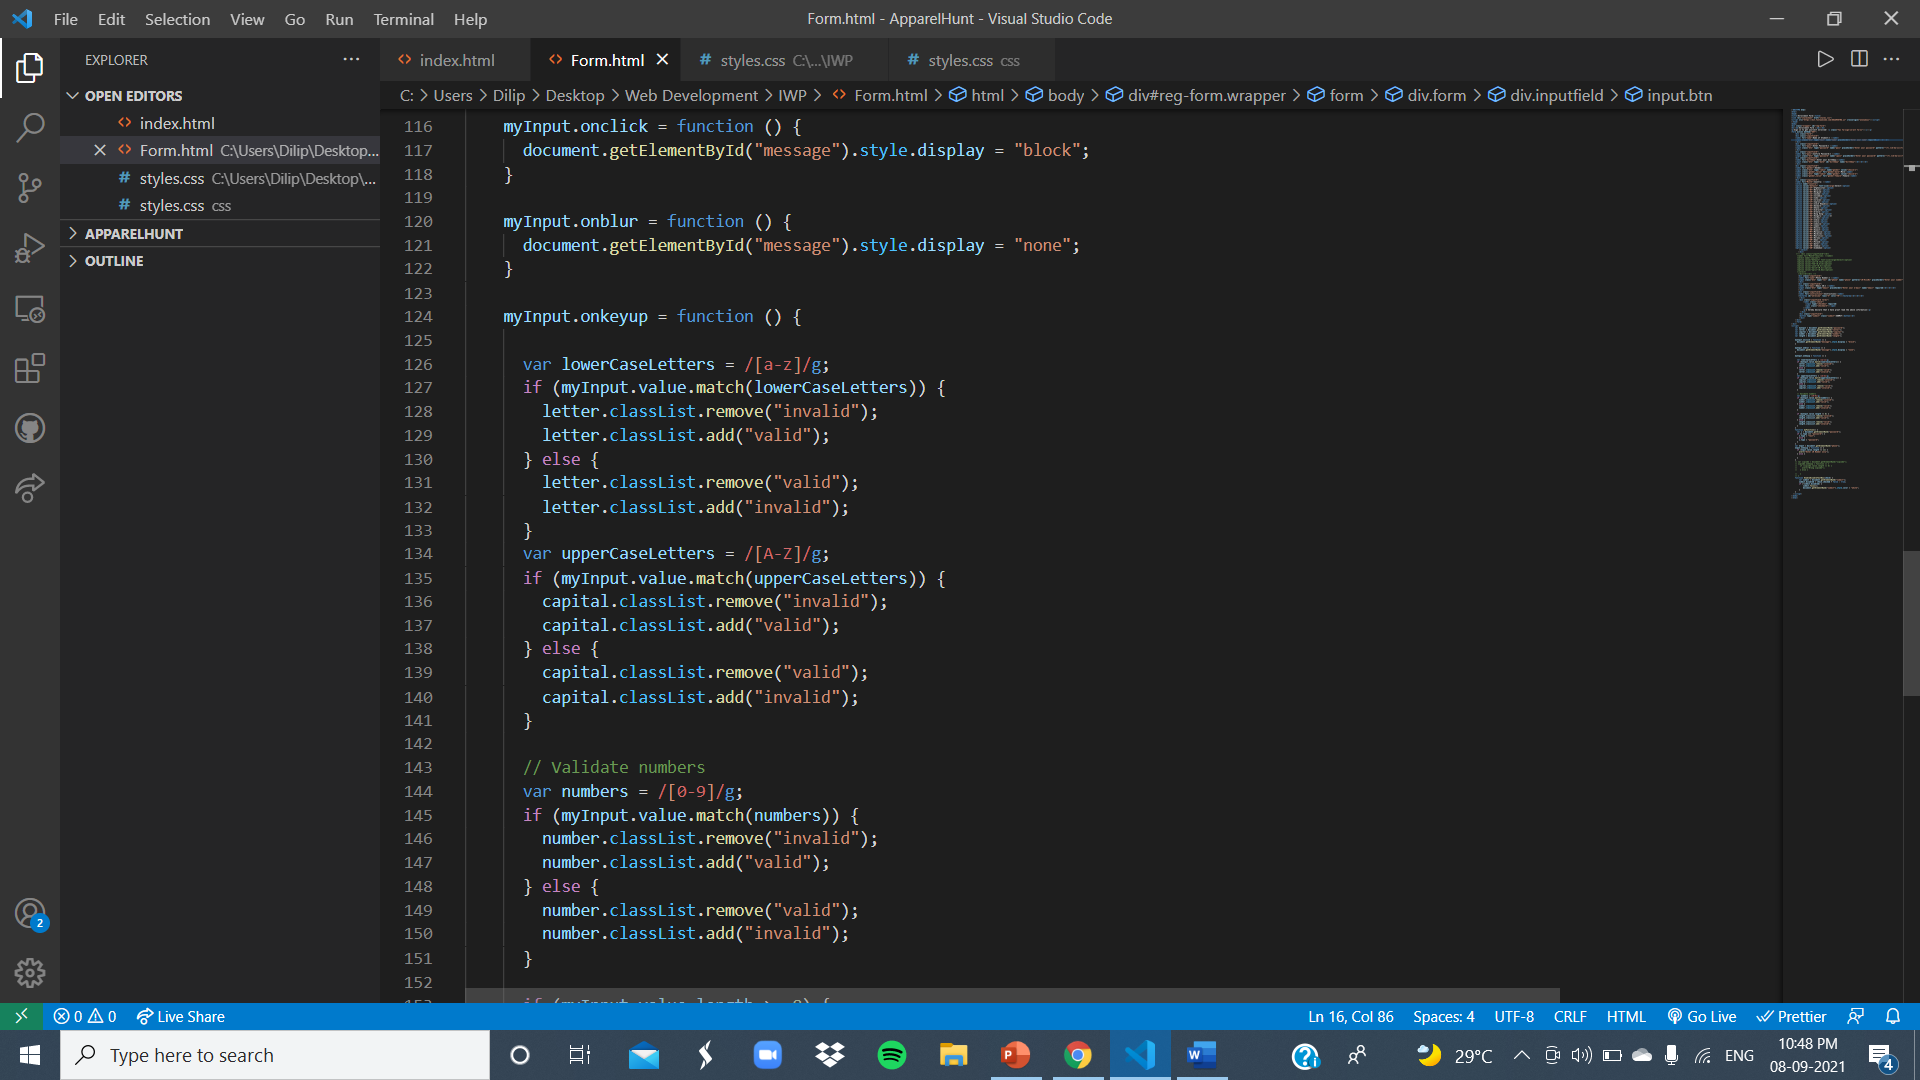 File Edit Selection View Go Run Terminal Help
Form.html - ApparelHunt - Visual Studio Code
EXPLORER
index.html
Form.html
styles.css C:\...\IWP
styles.css css
OPEN EDITORS
index.html
Form.html C:\Users\Dilip\Desktop...
styles.css C:\Users\Dilip\Desktop\...
styles.css css
APPARELHUNT
OUTLINE
C: > Users > Dilip > Desktop > Web Development > IWP > Form.html > html > body > div#reg-form.wrapper > form > div.form > div.inputfield > input.btn
116 myInput.onclick = function () {
117 document.getElementById("message").style.display = "block";
118 }
119
120 myInput.onblur = function () {
121 document.getElementById("message").style.display = "none";
122 }
123
124 myInput.onkeyup = function () {
125
126 var lowerCaseLetters = /[a-z]/g;
127 if (myInput.value.match(lowerCaseLetters)) {
128 letter.classList.remove("invalid");
129 letter.classList.add("valid");
130 } else {
131 letter.classList.remove("valid");
132 letter.classList.add("invalid");
133 }
134 var upperCaseLetters = /[A-Z]/g;
135 if (myInput.value.match(upperCaseLetters)) {
136 capital.classList.remove("invalid");
137 capital.classList.add("valid");
138 } else {
139 capital.classList.remove("valid");
140 capital.classList.add("invalid");
141 }
142
143 // Validate numbers
144 var numbers = /[0-9]/g;
145 if (myInput.value.match(numbers)) {
146 number.classList.remove("invalid");
147 number.classList.add("valid");
148 } else {
149 number.classList.remove("valid");
150 number.classList.add("invalid");
151 }
152
2
0 0 Live Share
Ln 16, Col 86 Spaces: 4 UTF-8 CRLF HTML Go Live Prettier
Type here to search
29°C
ENG
10:48 PM
08-09-2021
4